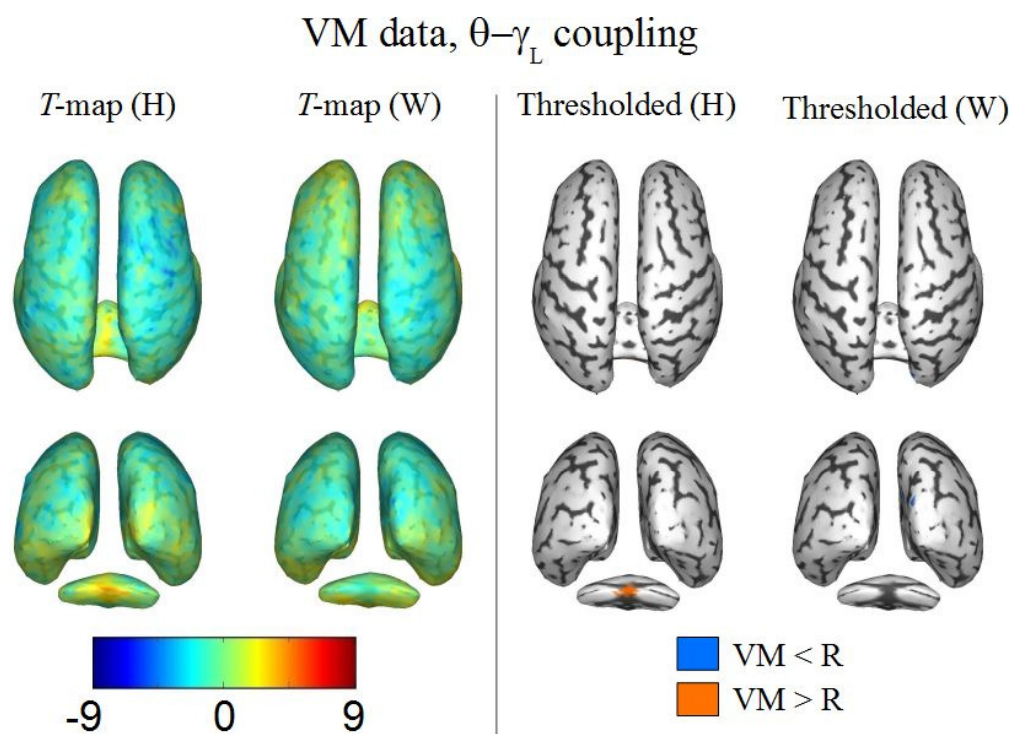 VM data, θ–γL coupling
T-map (H)
T-map (W)
Thresholded (H)
Thresholded (W)
-9
0
9
VM < R
VM > R